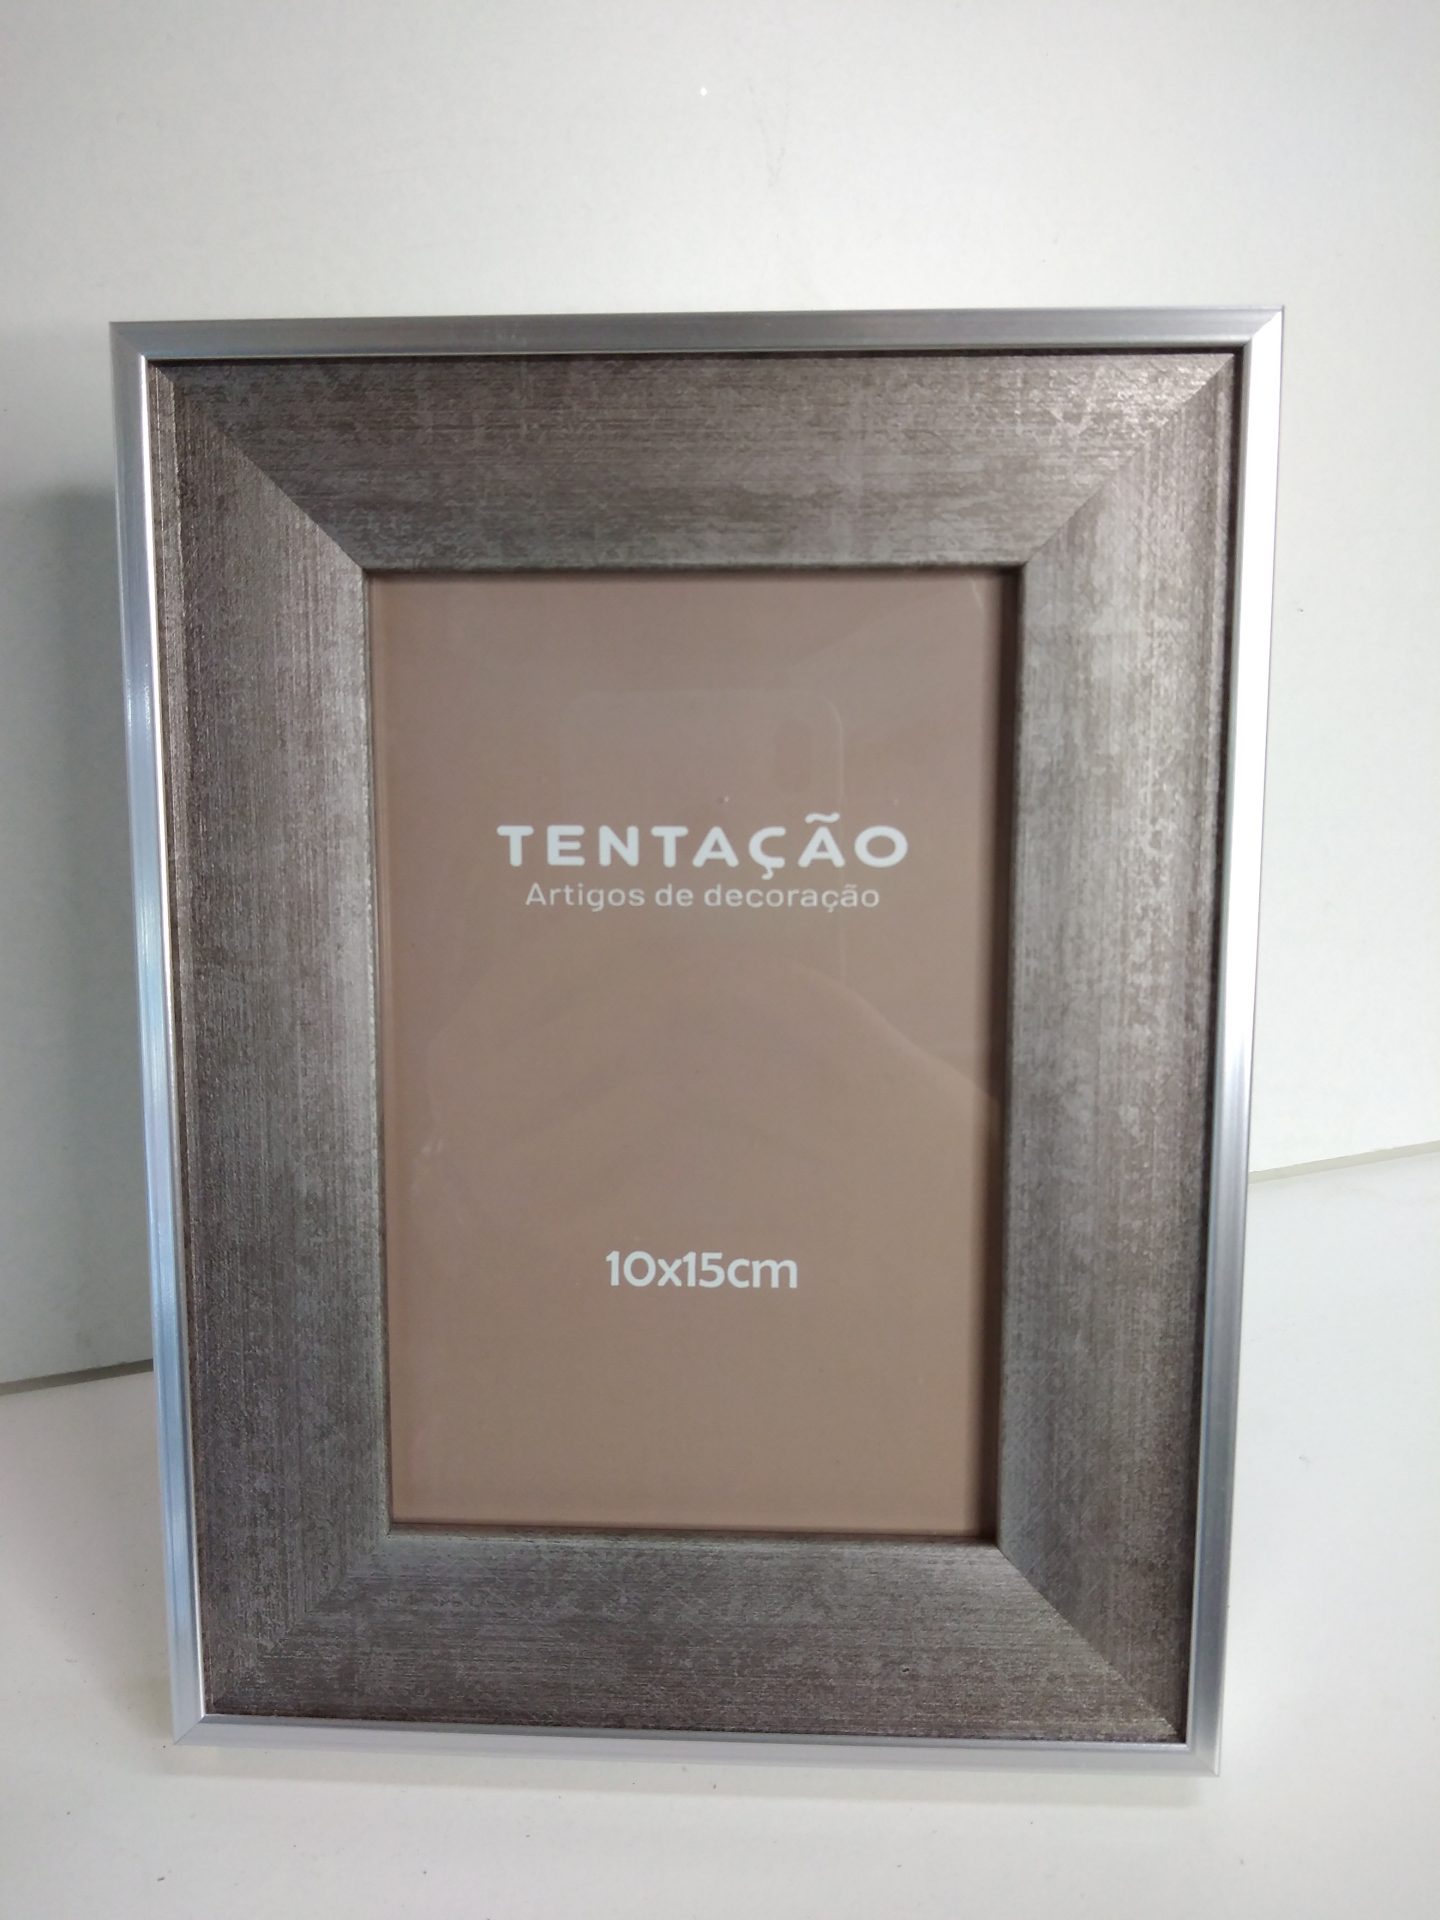 TENTAÇÃO
Artigos de decoração
10x15cm